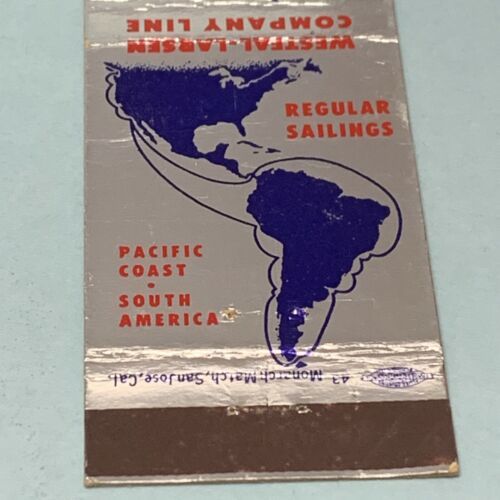 WESTFAL-LARSEN
COMPANY LINE
REGULAR
SAILINGS
PACIFIC
COAST
•
SOUTH
AMERICA
43 Monarch Match, San Jose, Cal.